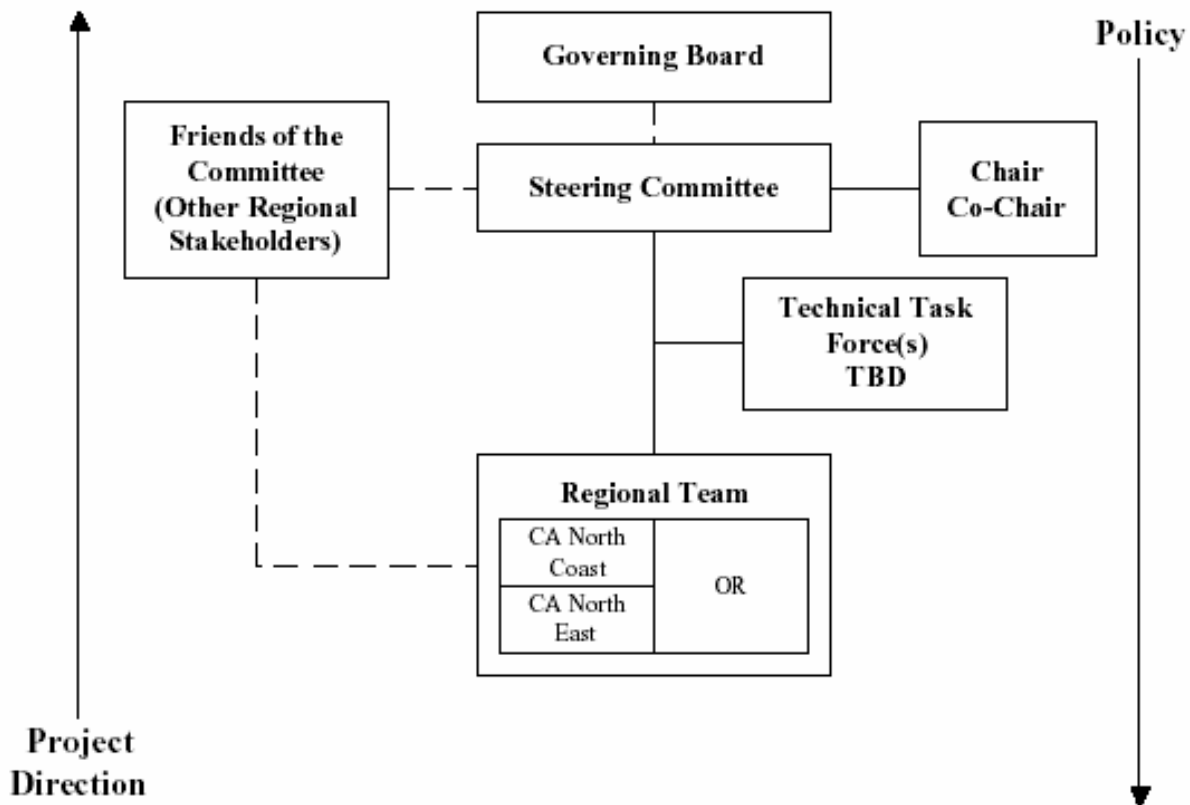 Governing Board
Policy
Friends of the
Committee
(Other Regional
Stakeholders)
Steering Committee
Chair
Co-Chair
Technical Task
Force(s)
TBD
Regional Team
CA North
Coast
OR
CA North
East
Project
Direction